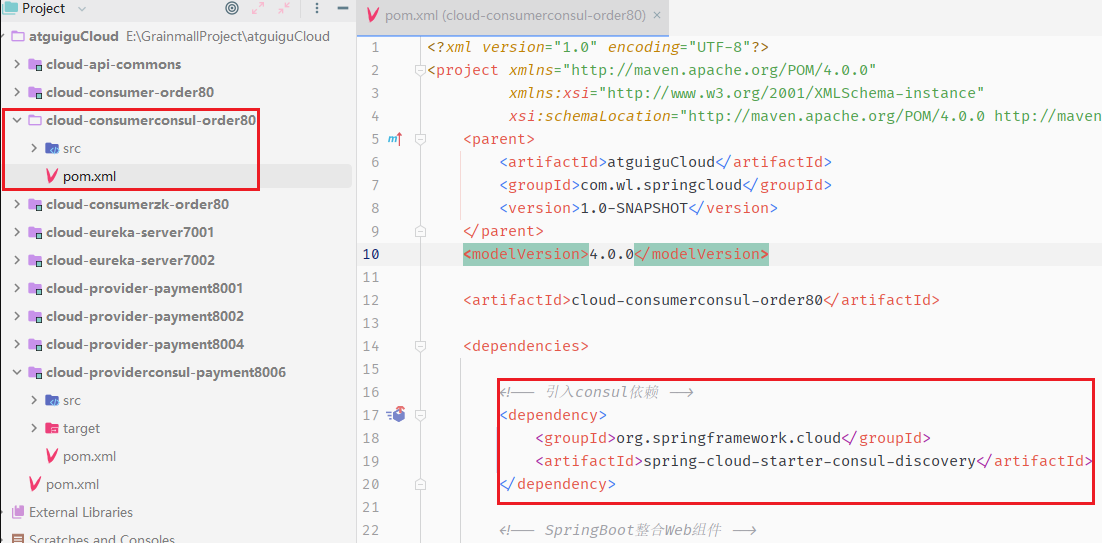 Project
pom.xml (cloud-consumerconsul-order80)
atguiguCloud E:\GrainmallProject\atguiguCloud
cloud-api-commons
cloud-consumer-order80
cloud-consumerconsul-order80
src
pom.xml
cloud-consumerzk-order80
cloud-eureka-server7001
cloud-eureka-server7002
cloud-provider-payment8001
cloud-provider-payment8002
cloud-provider-payment8004
cloud-providerconsul-payment8006
src
target
pom.xml
pom.xml
External Libraries
Scratches and Consoles
1 <?xml version="1.0" encoding="UTF-8"?>
2 <project xmlns="http://maven.apache.org/POM/4.0.0"
3 xmlns:xsi="http://www.w3.org/2001/XMLSchema-instance"
4 xsi:schemaLocation="http://maven.apache.org/POM/4.0.0 http://maven
5 <parent>
6 <artifactId>atguiguCloud</artifactId>
7 <groupId>com.wl.springcloud</groupId>
8 <version>1.0-SNAPSHOT</version>
9 </parent>
10 <modelVersion>4.0.0</modelVersion>
11
12 <artifactId>cloud-consumerconsul-order80</artifactId>
13
14 <dependencies>
15
16 <!-- 引入consul依赖 -->
17 <dependency>
18 <groupId>org.springframework.cloud</groupId>
19 <artifactId>spring-cloud-starter-consul-discovery</artifactId>
20 </dependency>
21
22 <!-- SpringBoot整合Web组件 -->